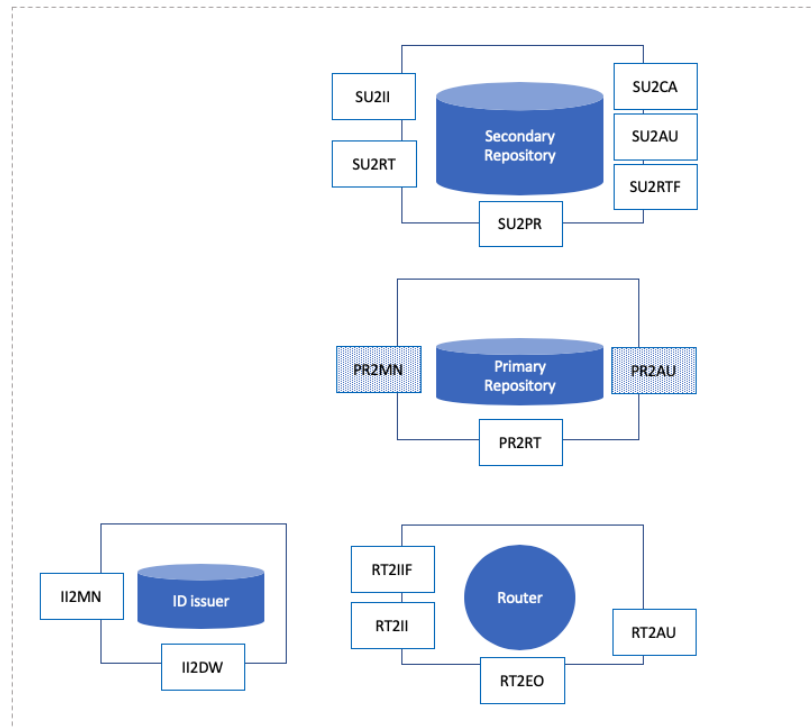 SU2II
SU2CA
Secondary
Repository
SU2AU
SU2RT
SU2RTF
SU2PR
PR2MN
Primary
Repository
PR2AU
PR2RT
RT2IIF
II2MN
ID issuer
Router
RT2II
RT2AU
II2DW
RT2EO